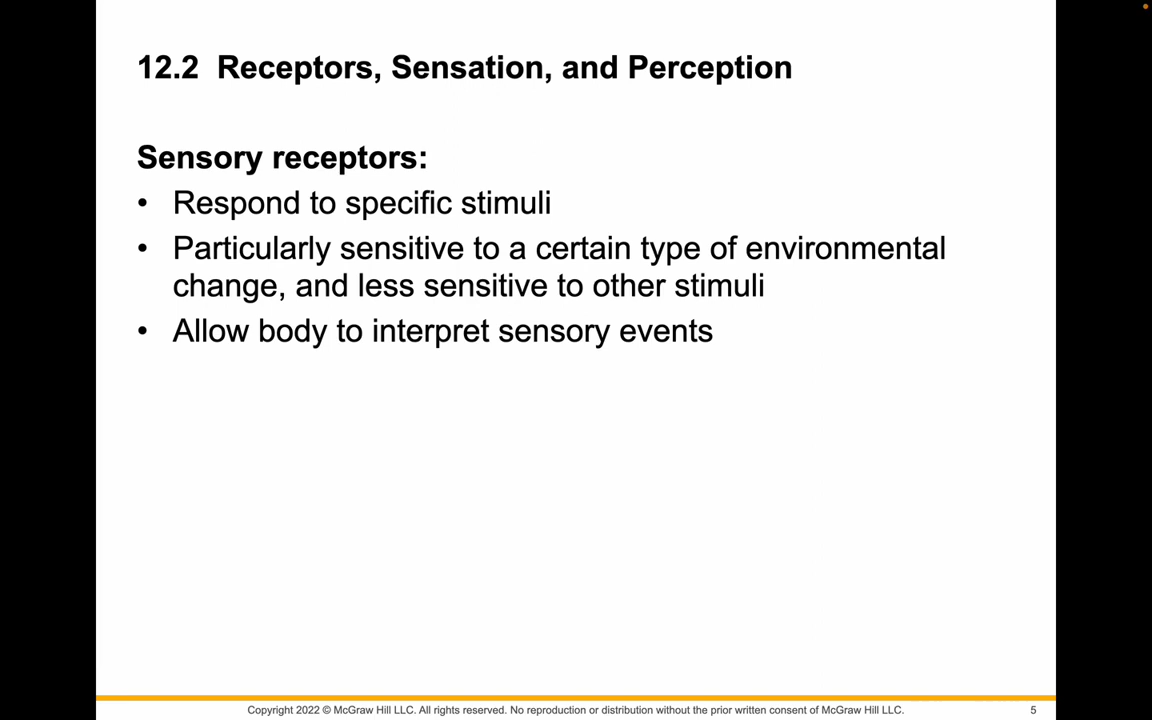 12.2 Receptors, Sensation, and Perception
Sensory receptors:
• Respond to specific stimuli
• Particularly sensitive to a certain type of environmental
change, and less sensitive to other stimuli
• Allow body to interpret sensory events
Copyright 2022 © McGraw Hill LLC. All rights reserved. No reproduction or distribution without the prior written consent of McGraw Hill LLC.
5